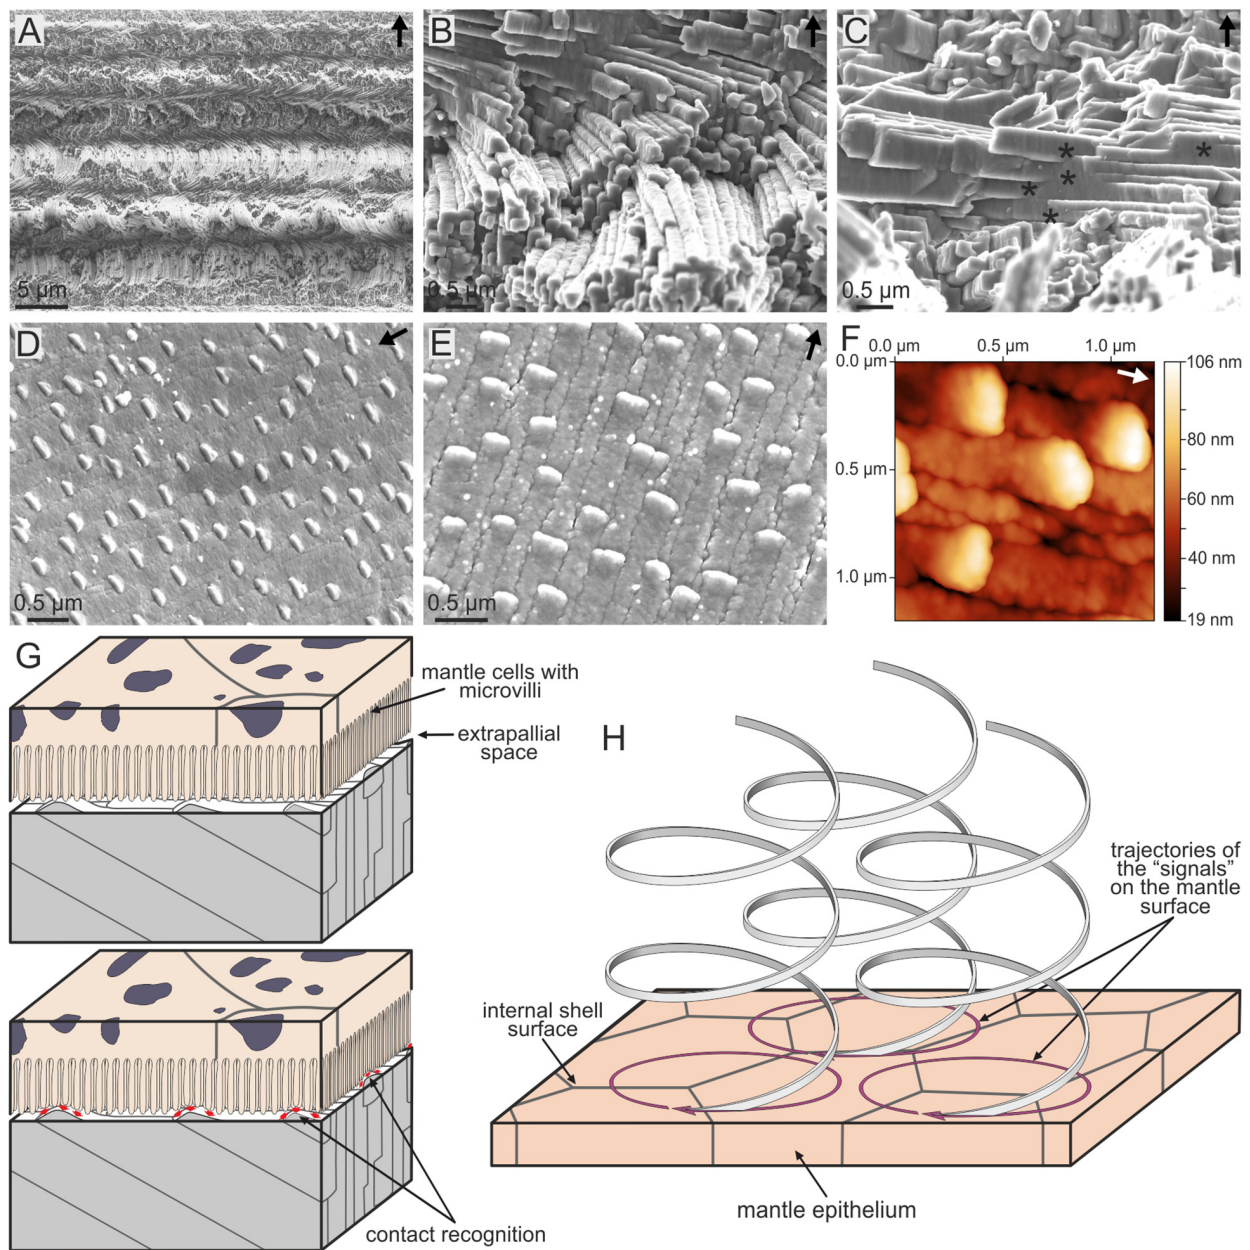 A
B
C
5 µm
0.5 µm
0.5 µm
* * * * *
D
E
F
0.0 µm 0.5 µm 1.0 µm
0.0 µm
0.5 µm
1.0 µm
106 nm
80 nm
60 nm
40 nm
19 nm
0.5 µm
0.5 µm
G
mantle cells with
microvilli
extrapallial
space
contact recognition
H
trajectories of
the “signals”
on the mantle
surface
internal shell
surface
mantle epithelium